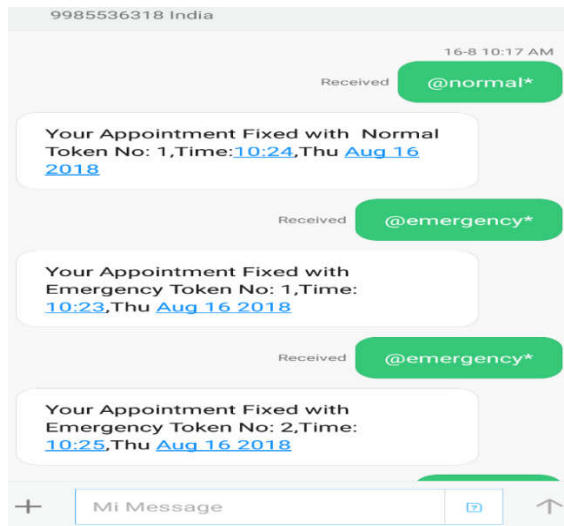 9985536318 India
16-8 10:17 AM
Received @normal*
Your Appointment Fixed with Normal
Token No: 1,Time:10:24,Thu Aug 16
2018
Received @emergency*
Your Appointment Fixed with
Emergency Token No: 1,Time:
10:23,Thu Aug 16 2018
Received @emergency*
Your Appointment Fixed with
Emergency Token No: 2,Time:
10:25,Thu Aug 16 2018
Mi Message